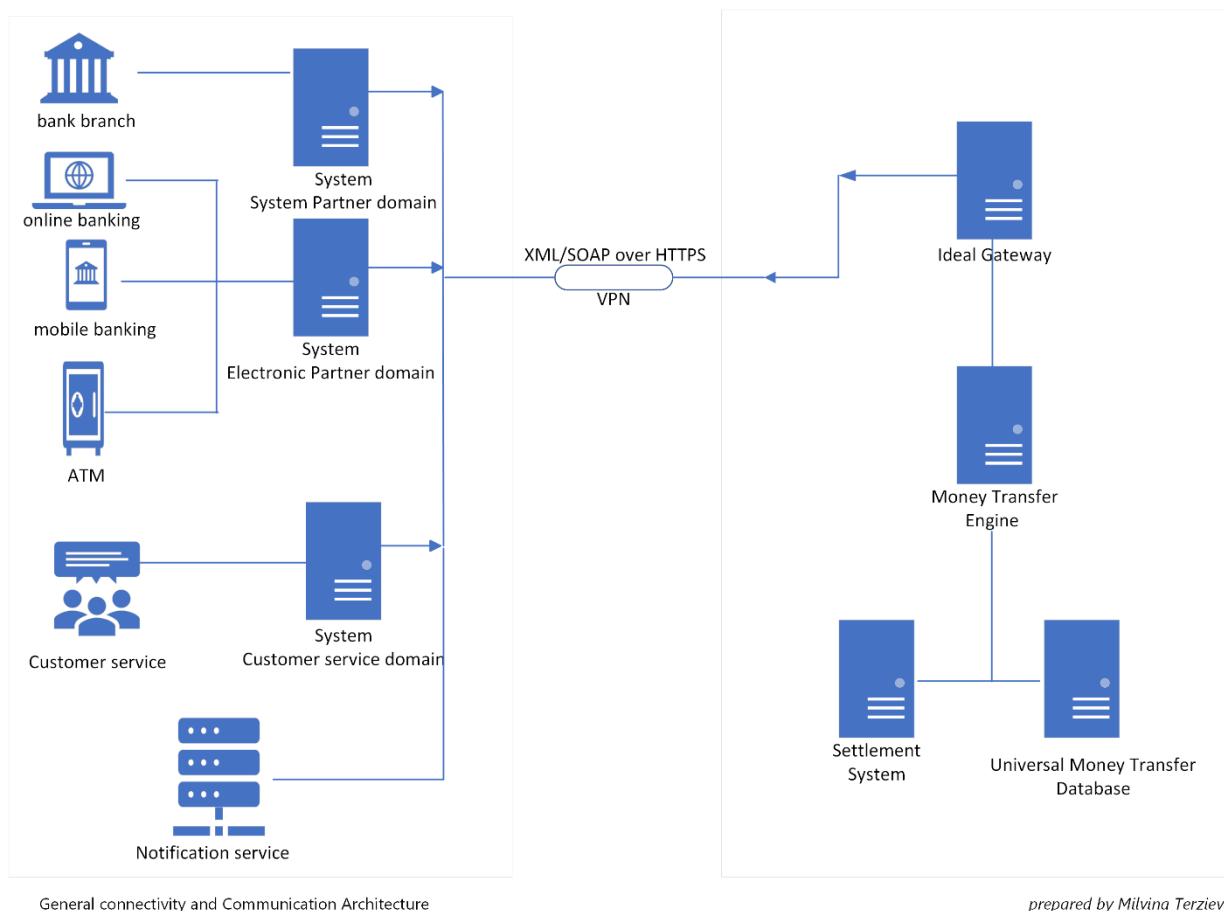 bank branch
System
System Partner domain
online banking
mobile banking
System
Electronic Partner domain
ATM
Customer service
System
Customer service domain
Notification service
XML/SOAP over HTTPS
VPN
Ideal Gateway
Money Transfer
Engine
Settlement
System
Universal Money Transfer
Database
General connectivity and Communication Architecture
prepared by Milvina Terziev